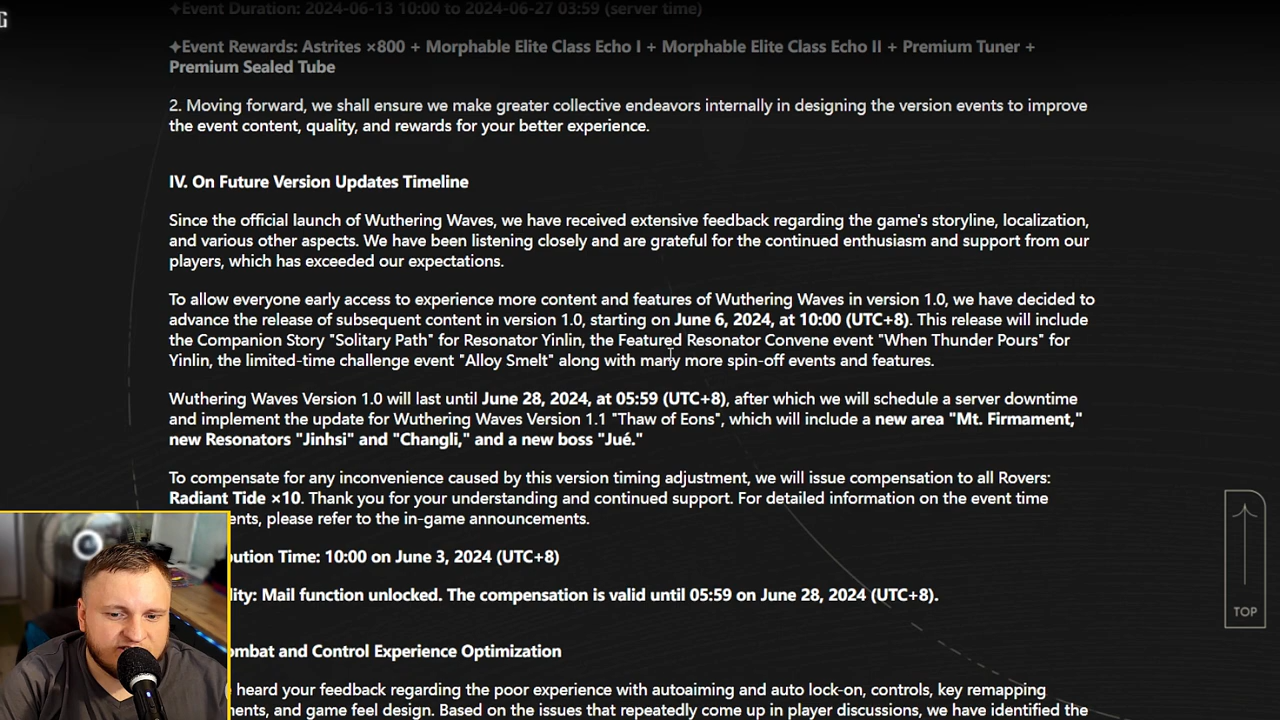 G
✦Event Duration: 2024-06-13 10:00 to 2024-06-27 03:59 (server time)
✦Event Rewards: Astrites ×800 + Morphable Elite Class Echo I + Morphable Elite Class Echo II + Premium Tuner +
Premium Sealed Tube
2. Moving forward, we shall ensure we make greater collective endeavors internally in designing the version events to improve
the event content, quality, and rewards for your better experience.
IV. On Future Version Updates Timeline
Since the official launch of Wuthering Waves, we have received extensive feedback regarding the game's storyline, localization,
and various other aspects. We have been listening closely and are grateful for the continued enthusiasm and support from our
players, which has exceeded our expectations.
To allow everyone early access to experience more content and features of Wuthering Waves in version 1.0, we have decided to
advance the release of subsequent content in version 1.0, starting on June 6, 2024, at 10:00 (UTC+8). This release will include
the Companion Story "Solitary Path" for Resonator Yinlin, the Featured Resonator Convene event "When Thunder Pours" for
Yinlin, the limited-time challenge event "Alloy Smelt" along with many more spin-off events and features.
Wuthering Waves Version 1.0 will last until June 28, 2024, at 05:59 (UTC+8), after which we will schedule a server downtime
and implement the update for Wuthering Waves Version 1.1 "Thaw of Eons", which will include a new area "Mt. Firmament,"
new Resonators "Jinhsi" and "Changli," and a new boss "Jué."
To compensate for any inconvenience caused by this version timing adjustment, we will issue compensation to all Rovers:
Radiant Tide ×10. Thank you for your understanding and continued support. For detailed information on the event time
ents, please refer to the in-game announcements.
ution Time: 10:00 on June 3, 2024 (UTC+8)
lity: Mail function unlocked. The compensation is valid until 05:59 on June 28, 2024 (UTC+8).
ombat and Control Experience Optimization
heard your feedback regarding the poor experience with autoaiming and auto lock-on, controls, key remapping
ents, and game feel design. Based on the issues that repeatedly come up in player discussions, we have identified the
TOP